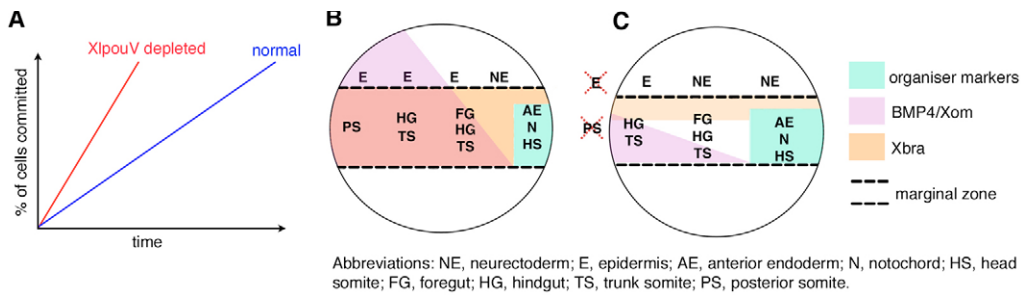 A
XlpouV depleted
normal
% of cells committed
time
B
E E E NE
PS
HG
TS
FG
HG
TS
AE
N
HS
C
E E NE NE
PS
HG
TS
FG
HG
TS
AE
N
HS
organiser markers
BMP4/Xom
Xbra
marginal zone
Abbreviations: NE, neurectoderm; E, epidermis; AE, anterior endoderm; N, notochord; HS, head
somite; FG, foregut; HG, hindgut; TS, trunk somite; PS, posterior somite.